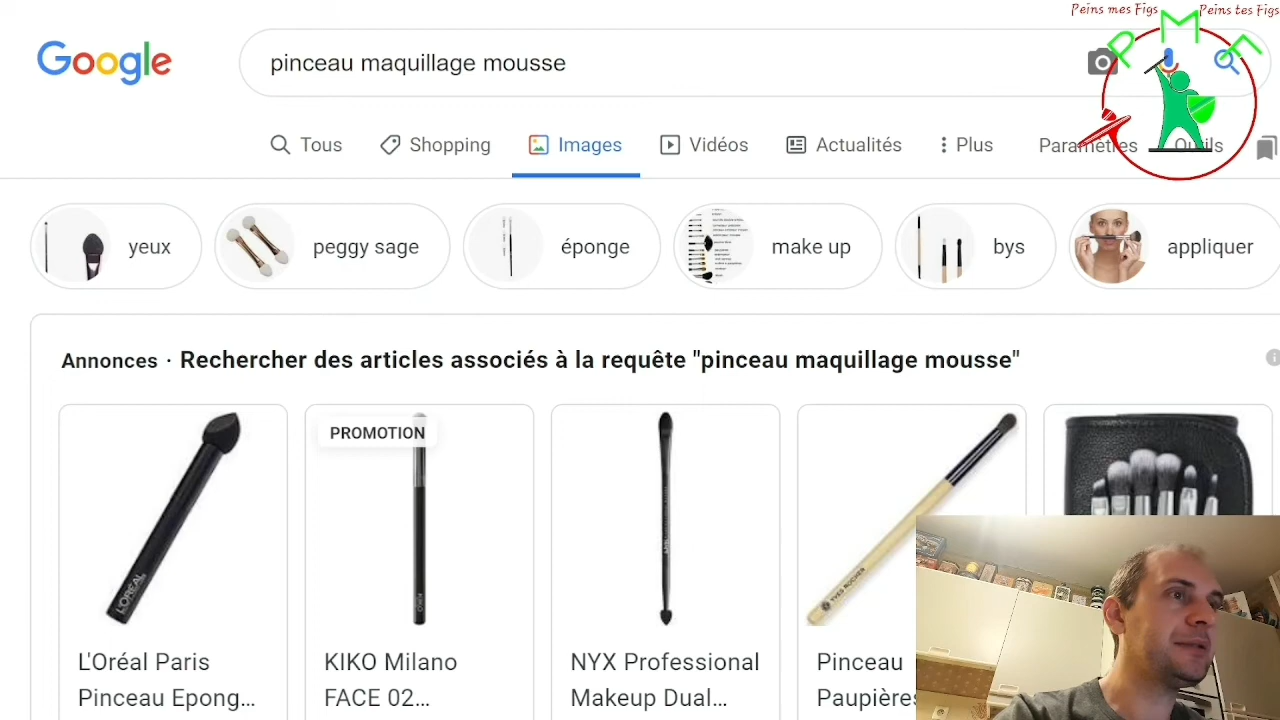 Peins mes Figs Peins tes Figs
PMF
Google
pinceau maquillage mousse
Tous Shopping Images Vidéos Actualités Plus Paramètres Outils
yeux peggy sage éponge make up bys appliquer
Annonces · Rechercher des articles associés à la requête "pinceau maquillage mousse"
PROMOTION
L'ORÉAL
KIKO
YVES ROCHER
L'Oréal Paris
Pinceau Epong...
KIKO Milano
FACE 02...
NYX Professional
Makeup Dual...
Pinceau
Paupières